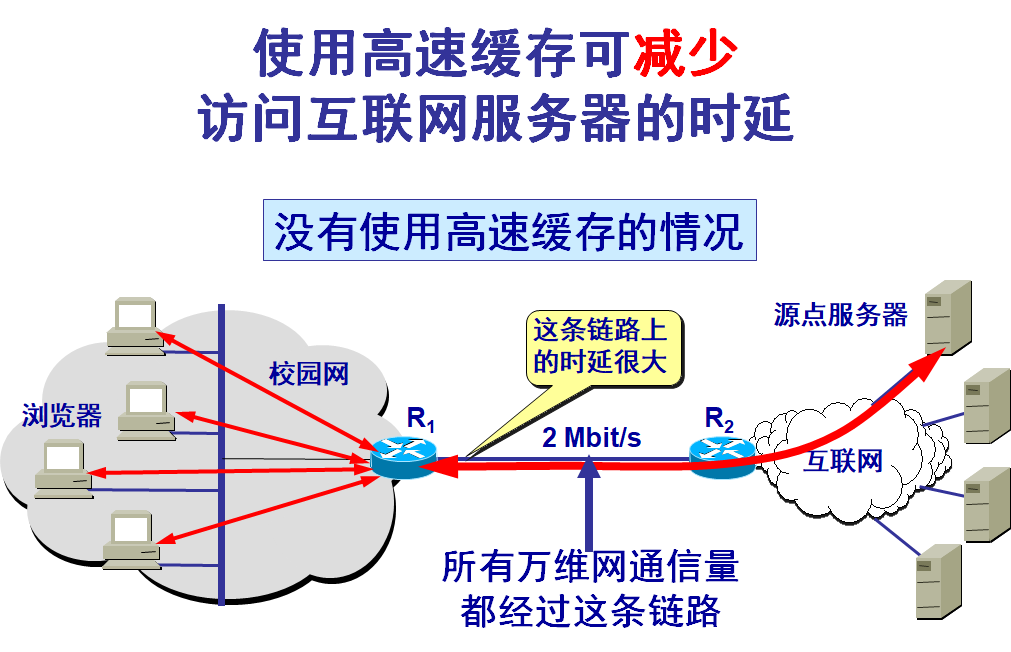 使用高速缓存可减少
访问互联网服务器的时延
没有使用高速缓存的情况
这条链路上
的时延很大
源点服务器
校园网
浏览器
R1
2 Mbit/s
R2
互联网
所有万维网通信量
都经过这条链路